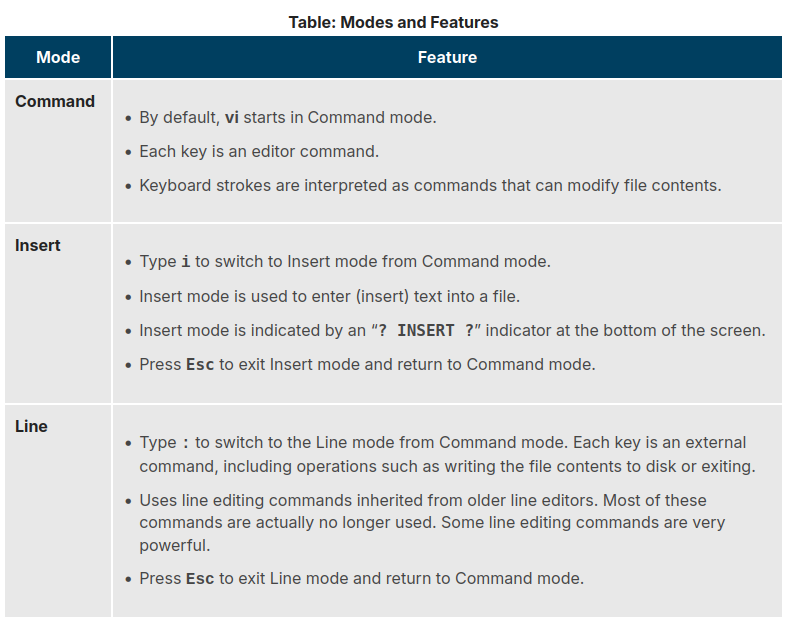 Table: Modes and Features
Mode Feature
Command
• By default, vi starts in Command mode.
• Each key is an editor command.
• Keyboard strokes are interpreted as commands that can modify file contents.
Insert
• Type i to switch to Insert mode from Command mode.
• Insert mode is used to enter (insert) text into a file.
• Insert mode is indicated by an “? INSERT ?” indicator at the bottom of the screen.
• Press Esc to exit Insert mode and return to Command mode.
Line
• Type : to switch to the Line mode from Command mode. Each key is an external
command, including operations such as writing the file contents to disk or exiting.
• Uses line editing commands inherited from older line editors. Most of these
commands are actually no longer used. Some line editing commands are very
powerful.
• Press Esc to exit Line mode and return to Command mode.